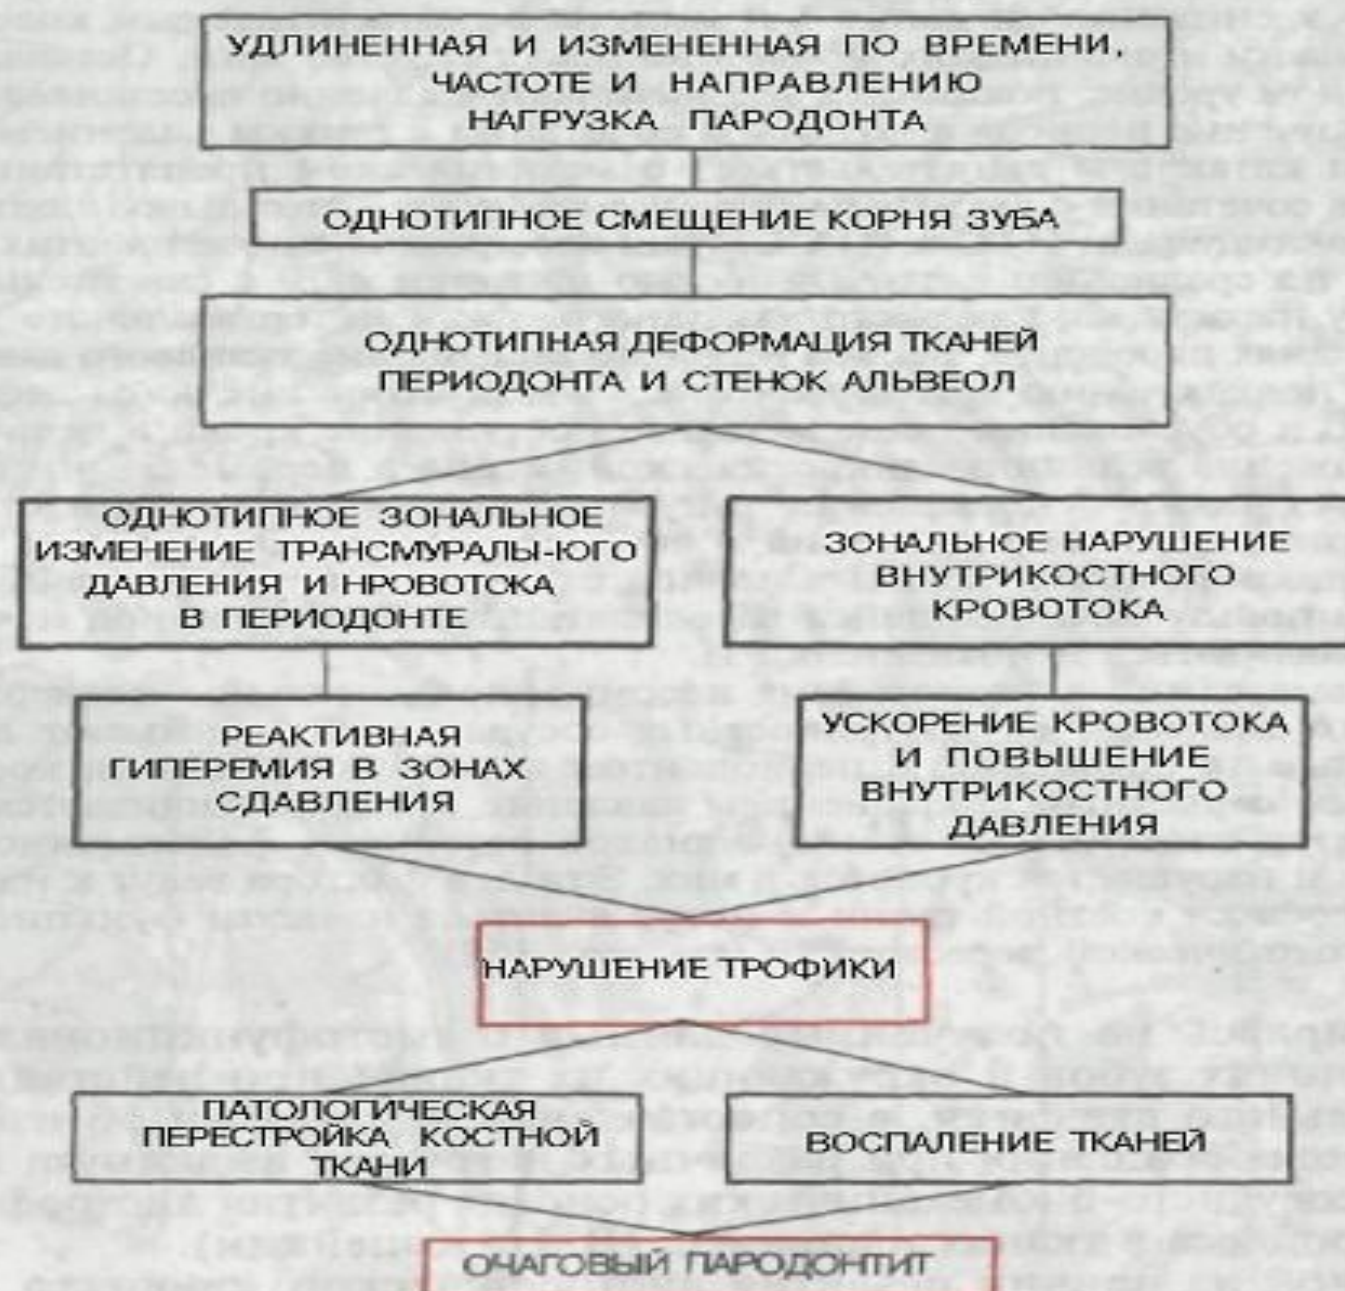 УДЛИНЕННАЯ И ИЗМЕНЕННАЯ ПО ВРЕМЕНИ,
ЧАСТОТЕ И НАПРАВЛЕНИЮ
НАГРУЗКА ПАРОДОНТА
ОДНОТИПНОЕ СМЕЩЕНИЕ КОРНЯ ЗУБА
ОДНОТИПНАЯ ДЕФОРМАЦИЯ ТКАНЕЙ
ПЕРИОДОНТА И СТЕНОК АЛЬВЕОЛ
ОДНОТИПНОЕ ЗОНАЛЬНОЕ
ИЗМЕНЕНИЕ ТРАНСМУРАЛЫ-ЮГО
ДАВЛЕНИЯ И НРОВОТОКА
В ПЕРИОДОНТЕ
ЗОНАЛЬНОЕ НАРУШЕНИЕ
ВНУТРИКОСТНОГО
КРОВОТОКА
РЕАКТИВНАЯ
ГИПЕРЕМИЯ В ЗОНАХ
СДАВЛЕНИЯ
УСКОРЕНИЕ КРОВОТОКА
И ПОВЫШЕНИЕ
ВНУТРИКОСТНОГО
ДАВЛЕНИЯ
НАРУШЕНИЕ ТРОФИКИ
ПАТОЛОГИЧЕСКАЯ
ПЕРЕСТРОЙКА КОСТНОЙ
ТКАНИ
ВОСПАЛЕНИЕ ТКАНЕЙ
ОЧАГОВЫЙ ПАРОДОНТИТ